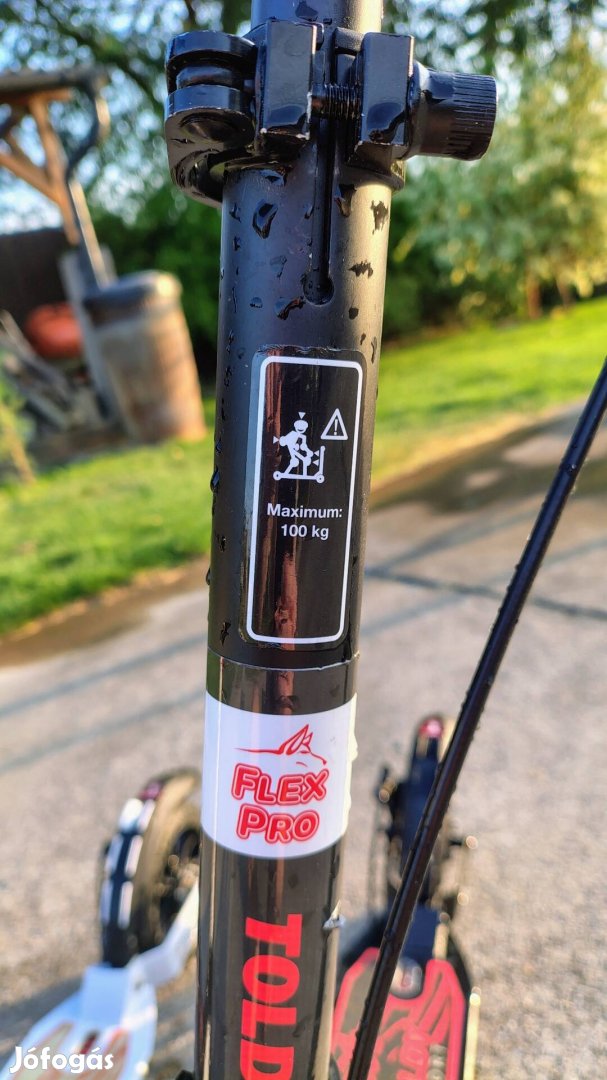 Maximum:
100 kg
FLEX
PRO
TOLD
Jófogás